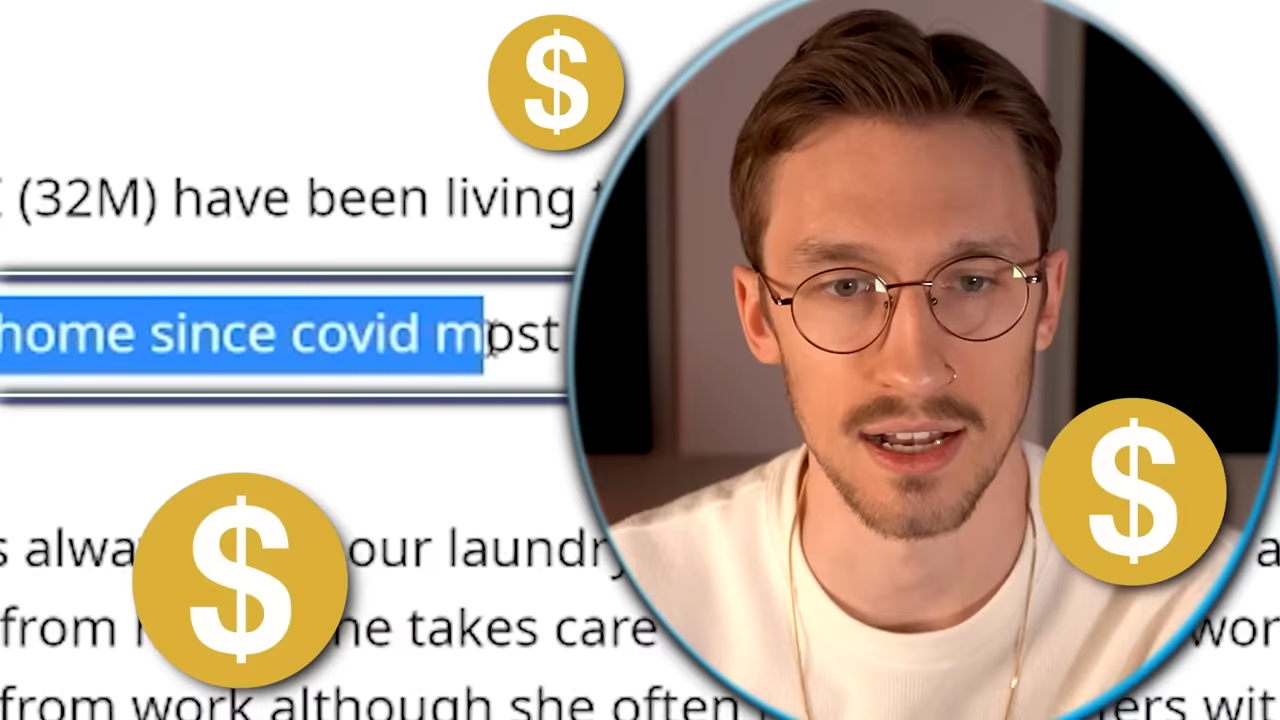 $
(32M) have been living
home since covid most
$
$
s alwa our laundry a
from he takes care wor
from work although she often ers wit